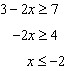 3 − 2x ≥ 7
−2x ≥ 4
x ≤ −2